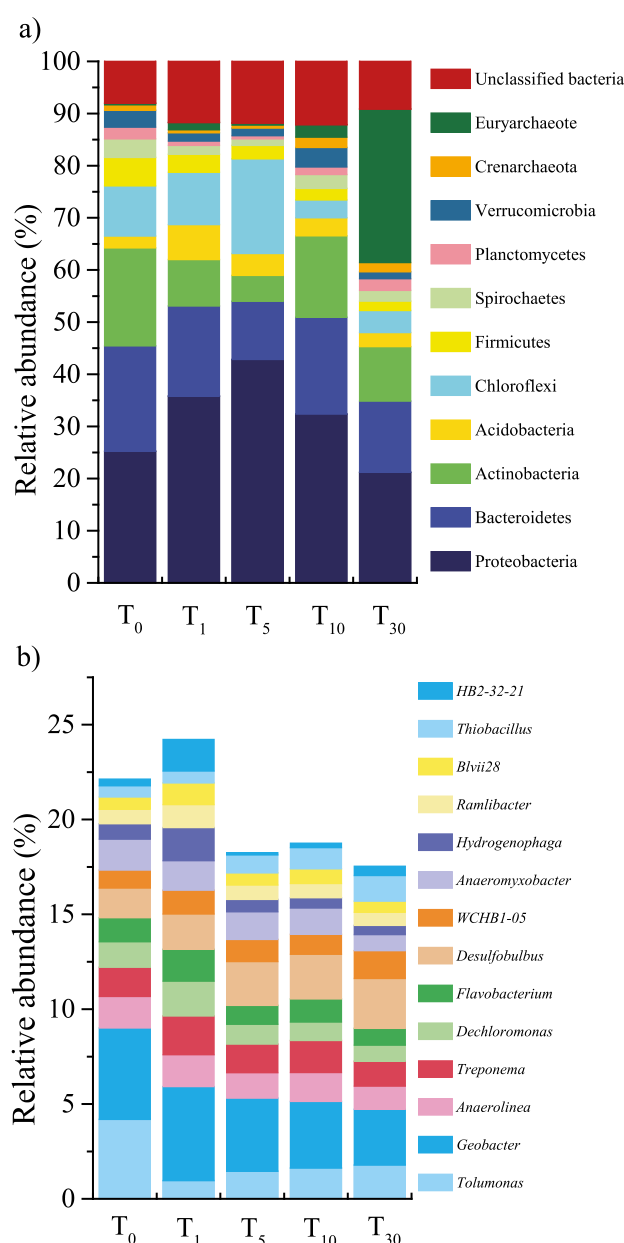 a)
Relative abundance (%)
100
90
80
70
60
50
40
30
20
10
0
T0 T1 T5 T10 T30
Unclassified bacteria
Euryarchaeote
Crenarchaeota
Verrucomicrobia
Planctomycetes
Spirochaetes
Firmicutes
Chloroflexi
Acidobacteria
Actinobacteria
Bacteroidetes
Proteobacteria
b)
Relative abundance (%)
25
20
15
10
5
0
T0 T1 T5 T10 T30
HB2-32-21
Thiobacillus
Blvii28
Ramlibacter
Hydrogenophaga
Anaeromyxobacter
WCHB1-05
Desulfobulbus
Flavobacterium
Dechloromonas
Treponema
Anaerolinea
Geobacter
Tolumonas